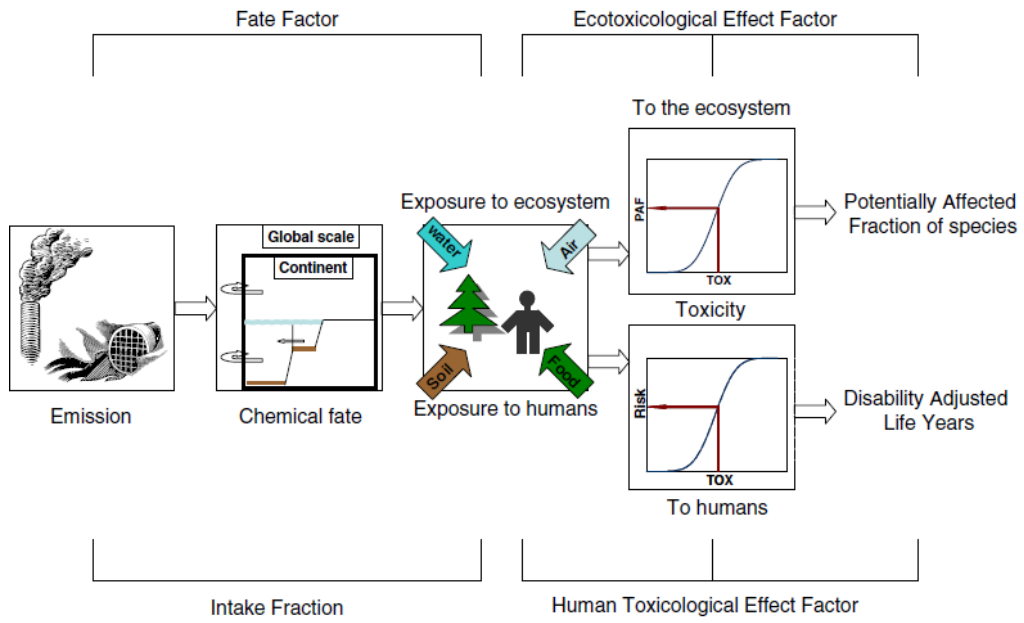 Fate Factor
Ecotoxicological Effect Factor
To the ecosystem
PAF
TOX
Exposure to ecosystem
water
Air
Soil
Food
Exposure to humans
Global scale
Continent
Emission
Chemical fate
Potentially Affected
Fraction of species
Toxicity
Risk
TOX
To humans
Disability Adjusted
Life Years
Intake Fraction
Human Toxicological Effect Factor